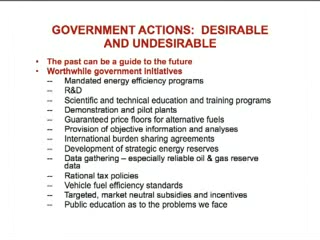 GOVERNMENT ACTIONS: DESIRABLE
AND UNDESIRABLE
• The past can be a guide to the future
• Worthwhile government initiatives
-- Mandated energy efficiency programs
-- R&D
-- Scientific and technical education and training programs
-- Demonstration and pilot plants
-- Guaranteed price floors for alternative fuels
-- Provision of objective information and analyses
-- International burden sharing agreements
-- Development of strategic energy reserves
-- Data gathering – especially reliable oil & gas reserve
data
-- Rational tax policies
-- Vehicle fuel efficiency standards
-- Targeted, market neutral subsidies and incentives
-- Public education as to the problems we face